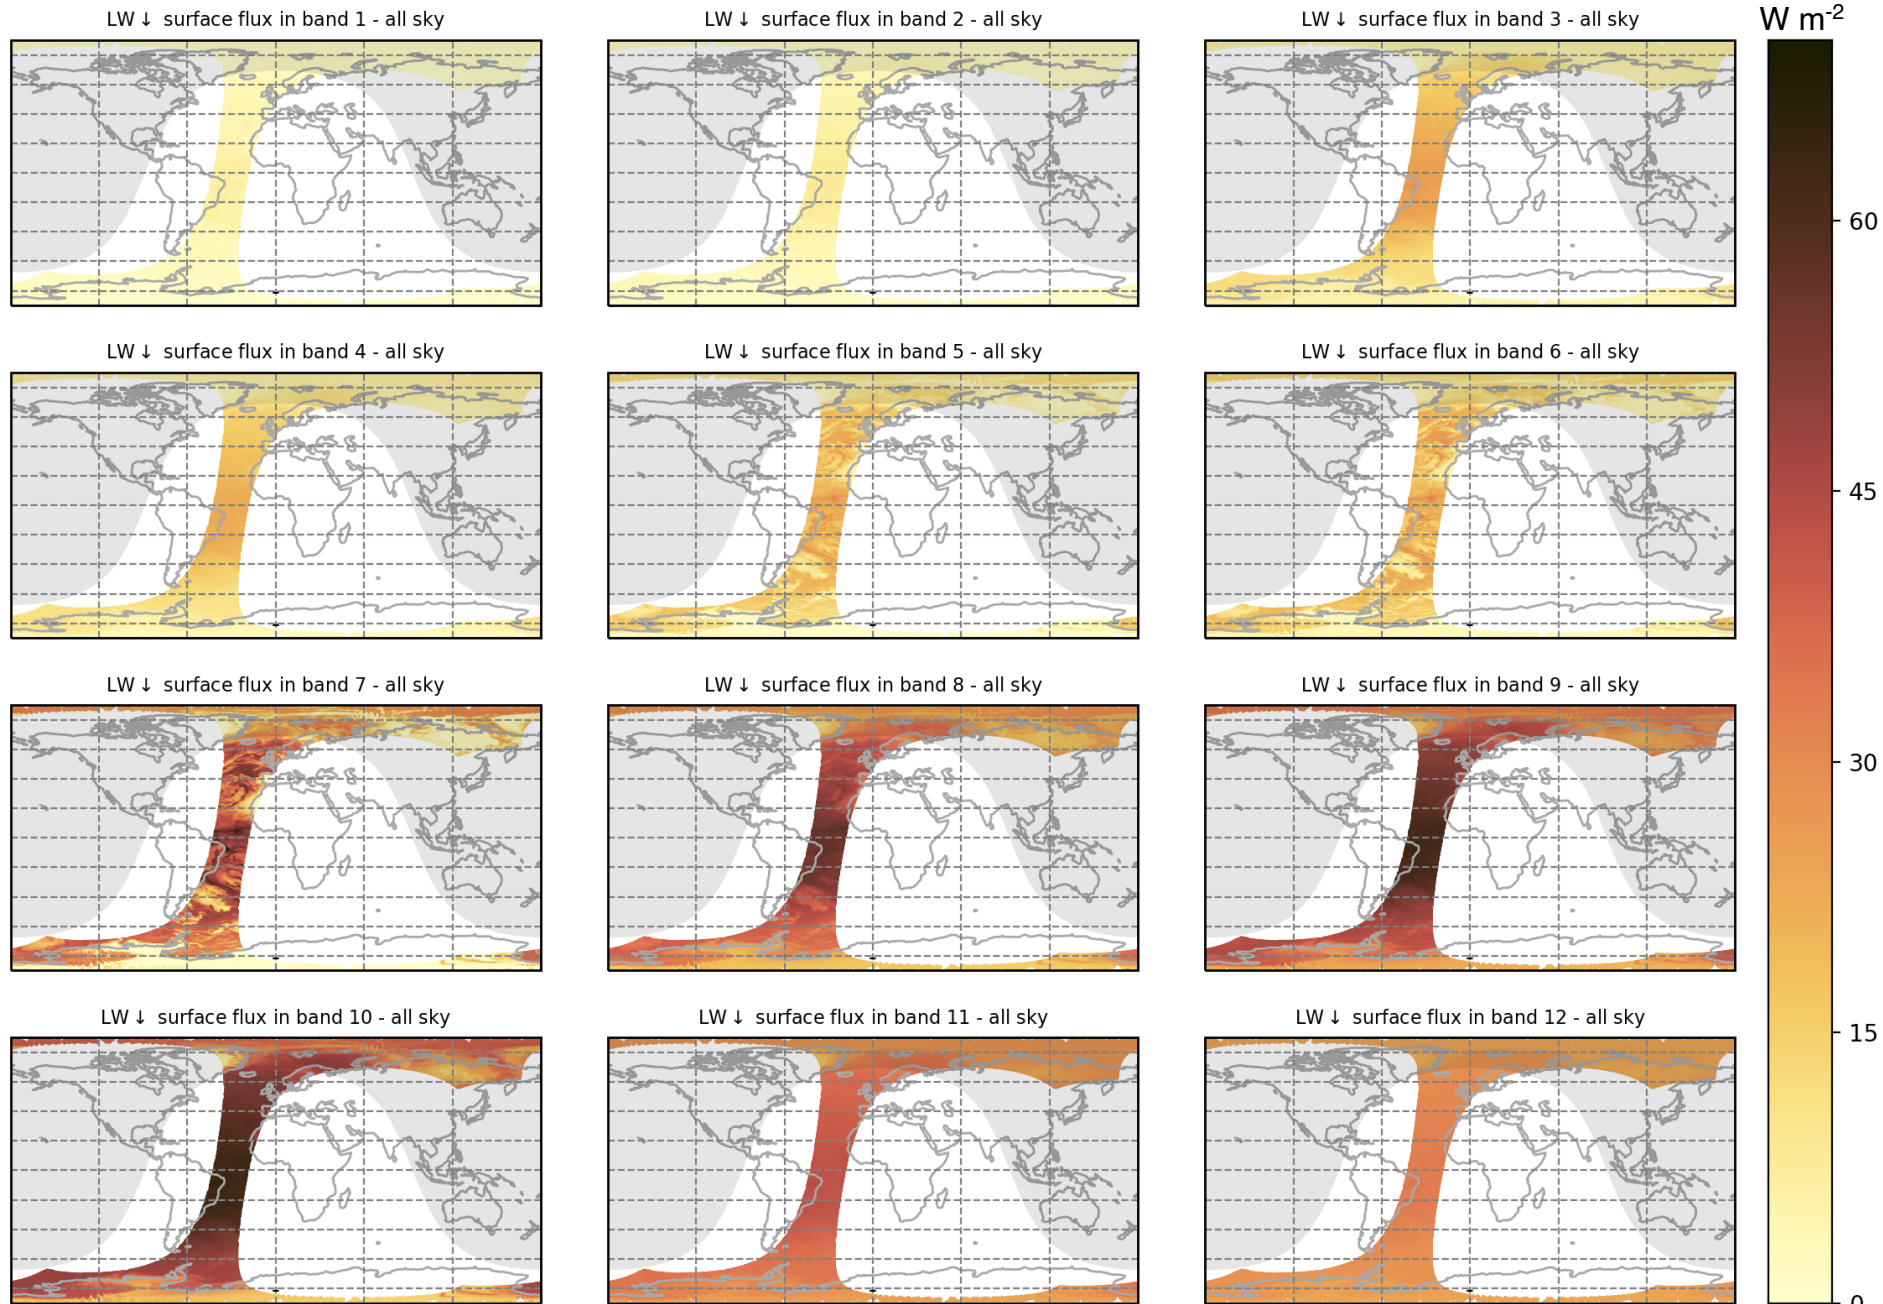 LW↓ surface flux in band 1 - all sky
LW↓ surface flux in band 2 - all sky
LW↓ surface flux in band 3 - all sky
W m-2
LW↓ surface flux in band 4 - all sky
LW↓ surface flux in band 5 - all sky
LW↓ surface flux in band 6 - all sky
LW↓ surface flux in band 7 - all sky
LW↓ surface flux in band 8 - all sky
LW↓ surface flux in band 9 - all sky
LW↓ surface flux in band 10 - all sky
LW↓ surface flux in band 11 - all sky
LW↓ surface flux in band 12 - all sky
60
45
30
15
0